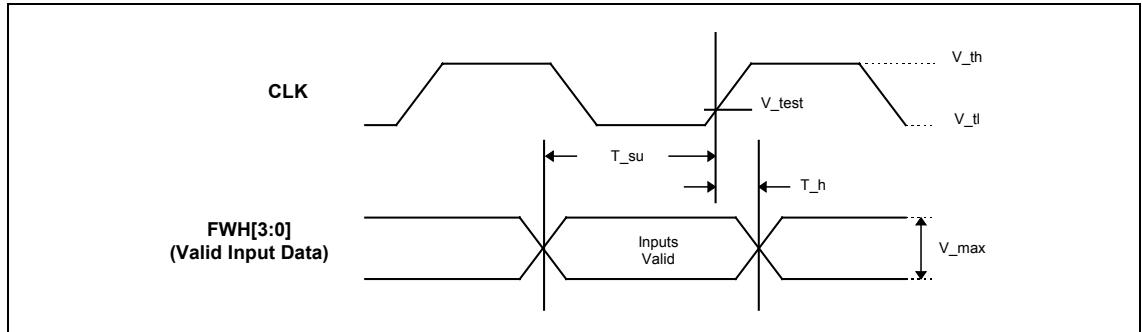 V_th
CLK
V_test
V_tl
T_su
T_h
FWH[3:0]
(Valid Input Data)
Inputs
Valid
V_max